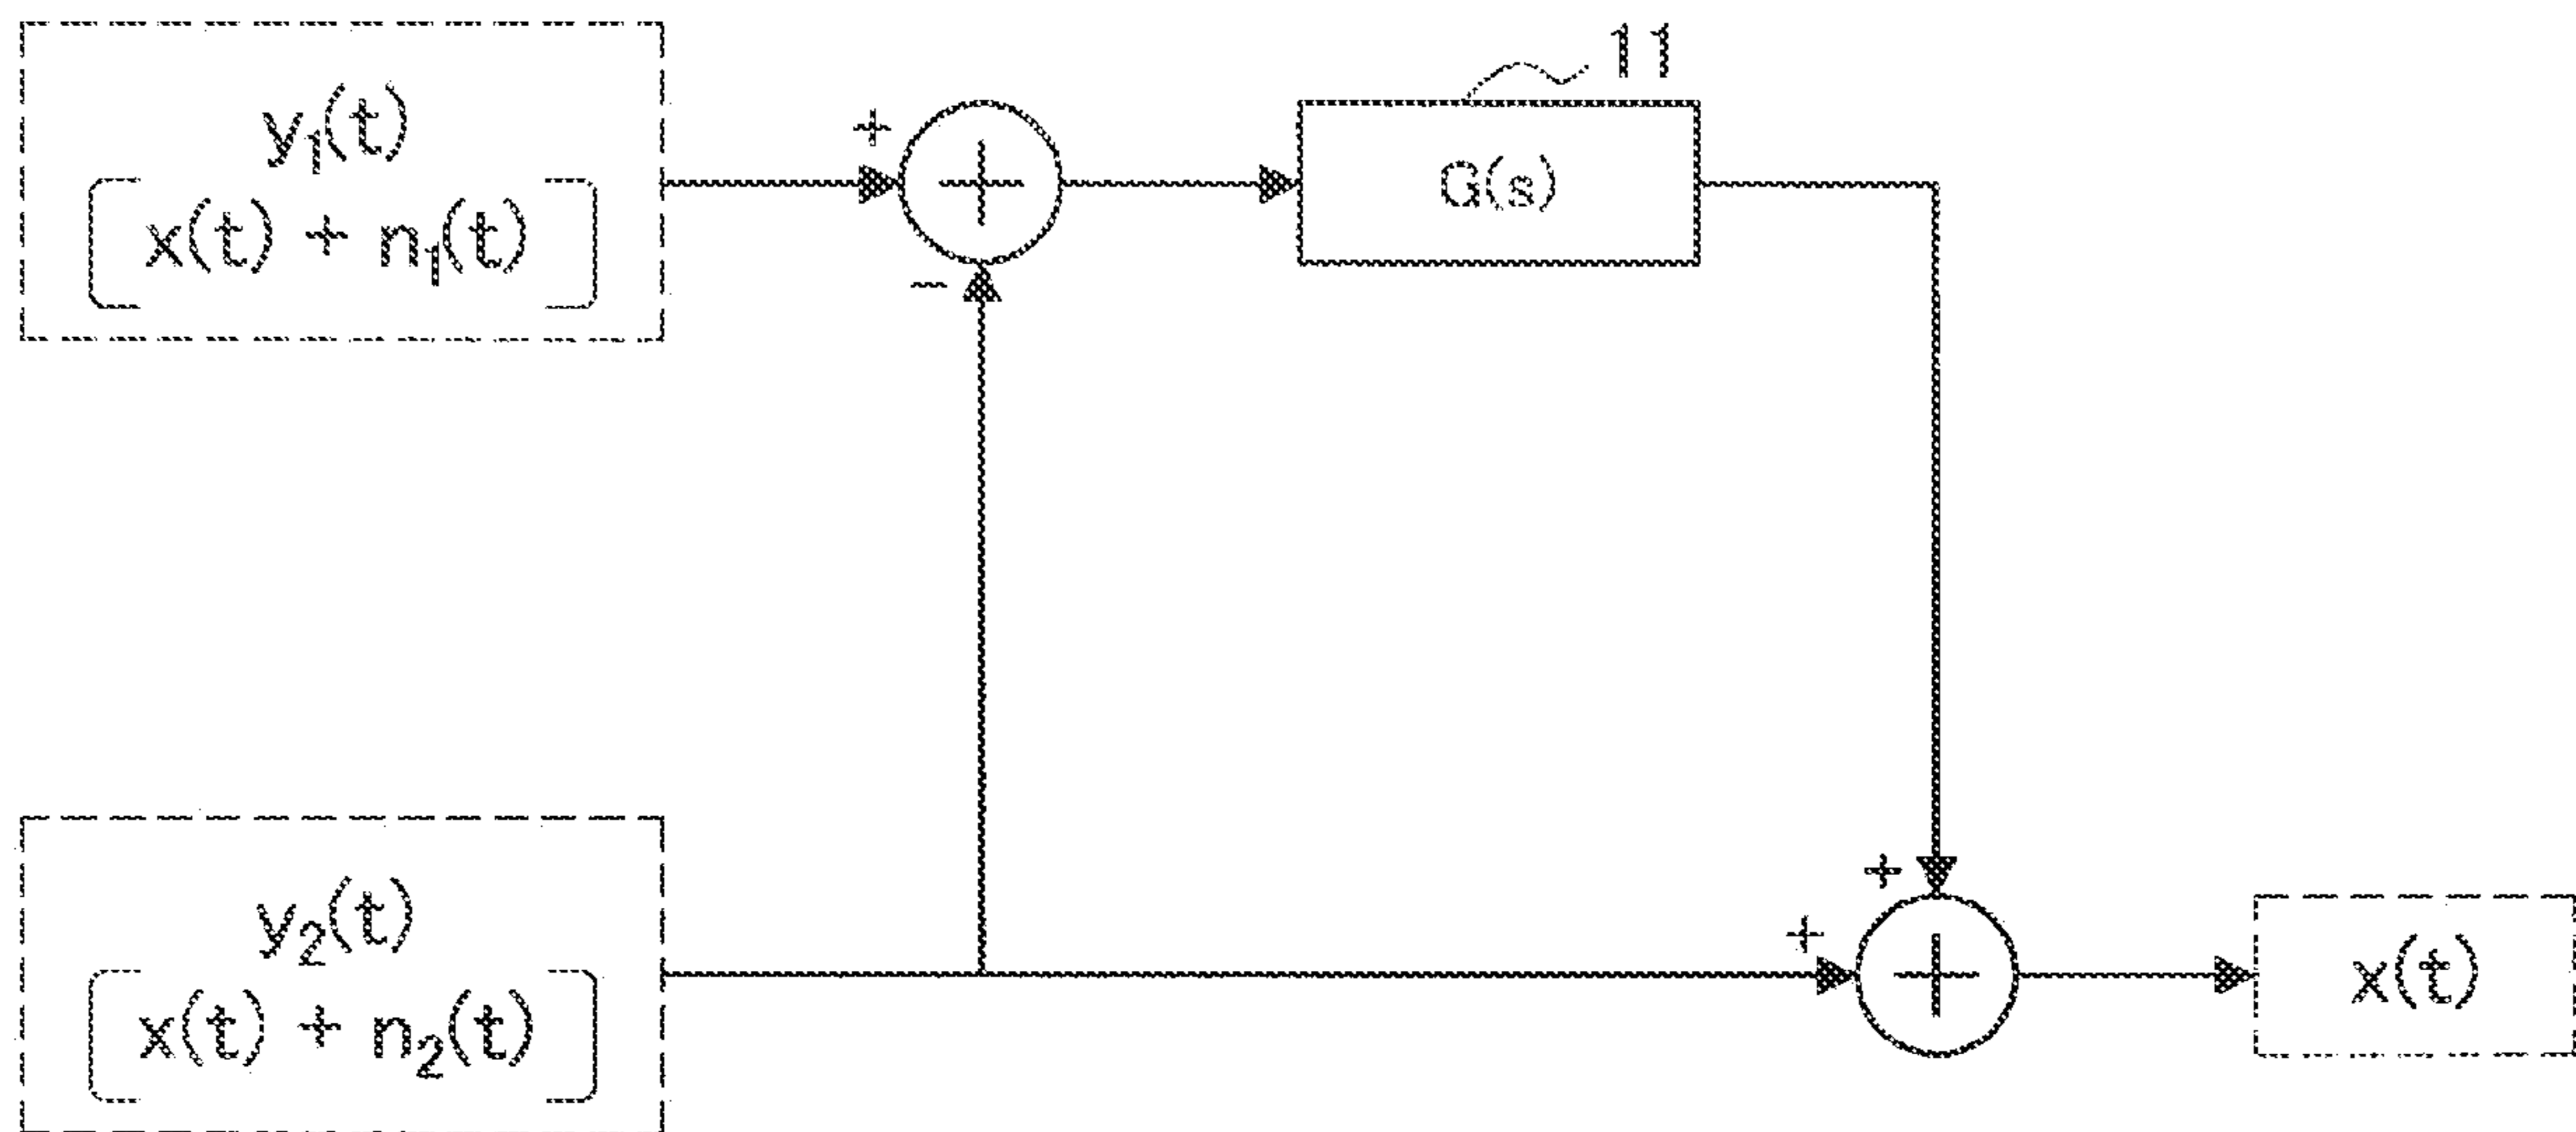 11
y₁(t)
x(t) + n₁(t)
+
-
G(s)
y₂(t)
x(t) + n₂(t)
+
+
x(t)